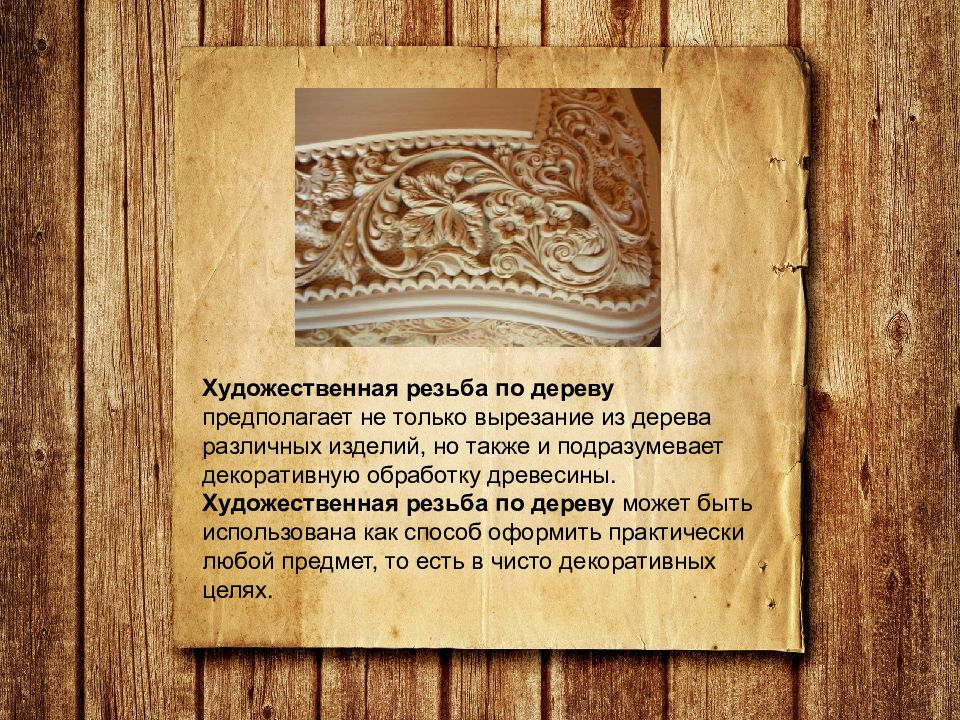 Художественная резьба по дереву
предполагает не только вырезание из дерева
различных изделий, но также и подразумевает
декоративную обработку древесины.
Художественная резьба по дереву может быть
использована как способ оформить практически
любой предмет, то есть в чисто декоративных
целях.